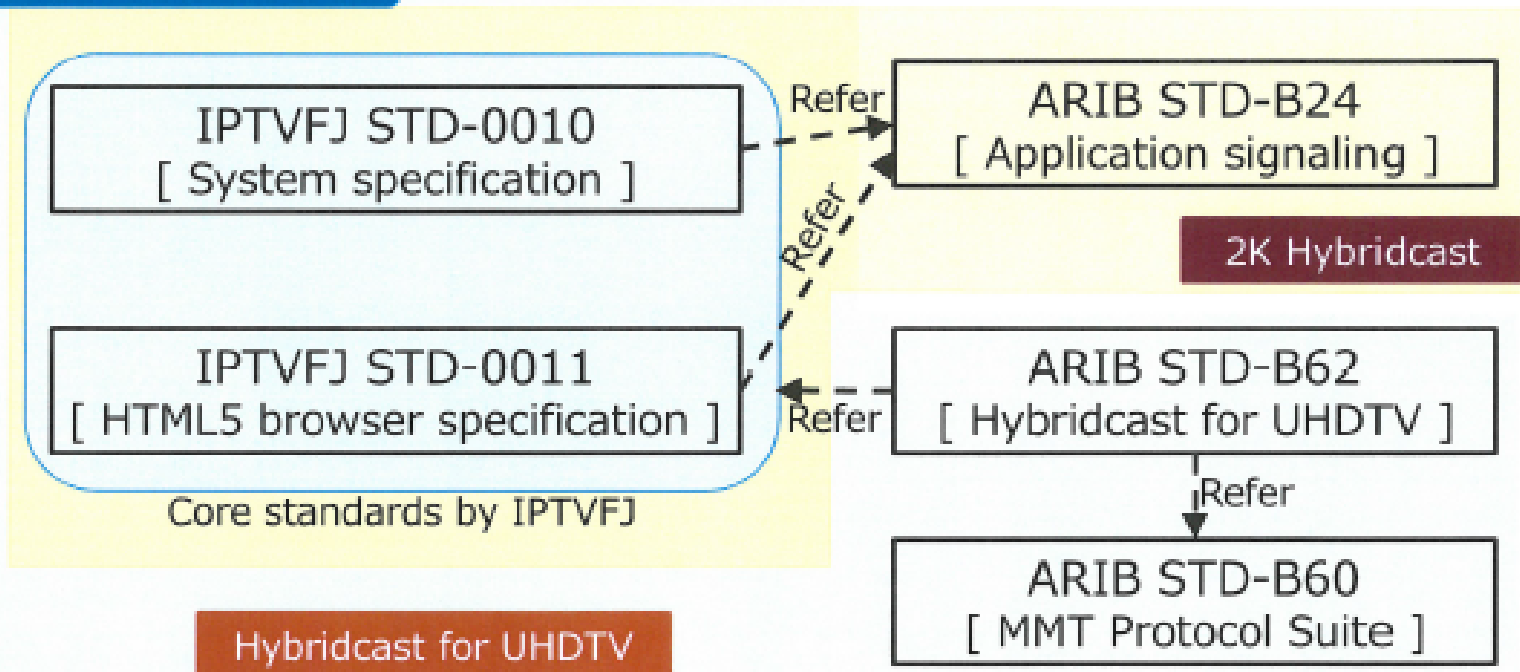 IPTVFJ STD-0010
[ System specification ]
Refer
ARIB STD-B24
[ Application signaling ]
Refer
2K Hybridcast
IPTVFJ STD-0011
[ HTML5 browser specification ]
Refer
ARIB STD-B62
[ Hybridcast for UHDTV ]
Core standards by IPTVFJ
Refer
ARIB STD-B60
[ MMT Protocol Suite ]
Hybridcast for UHDTV